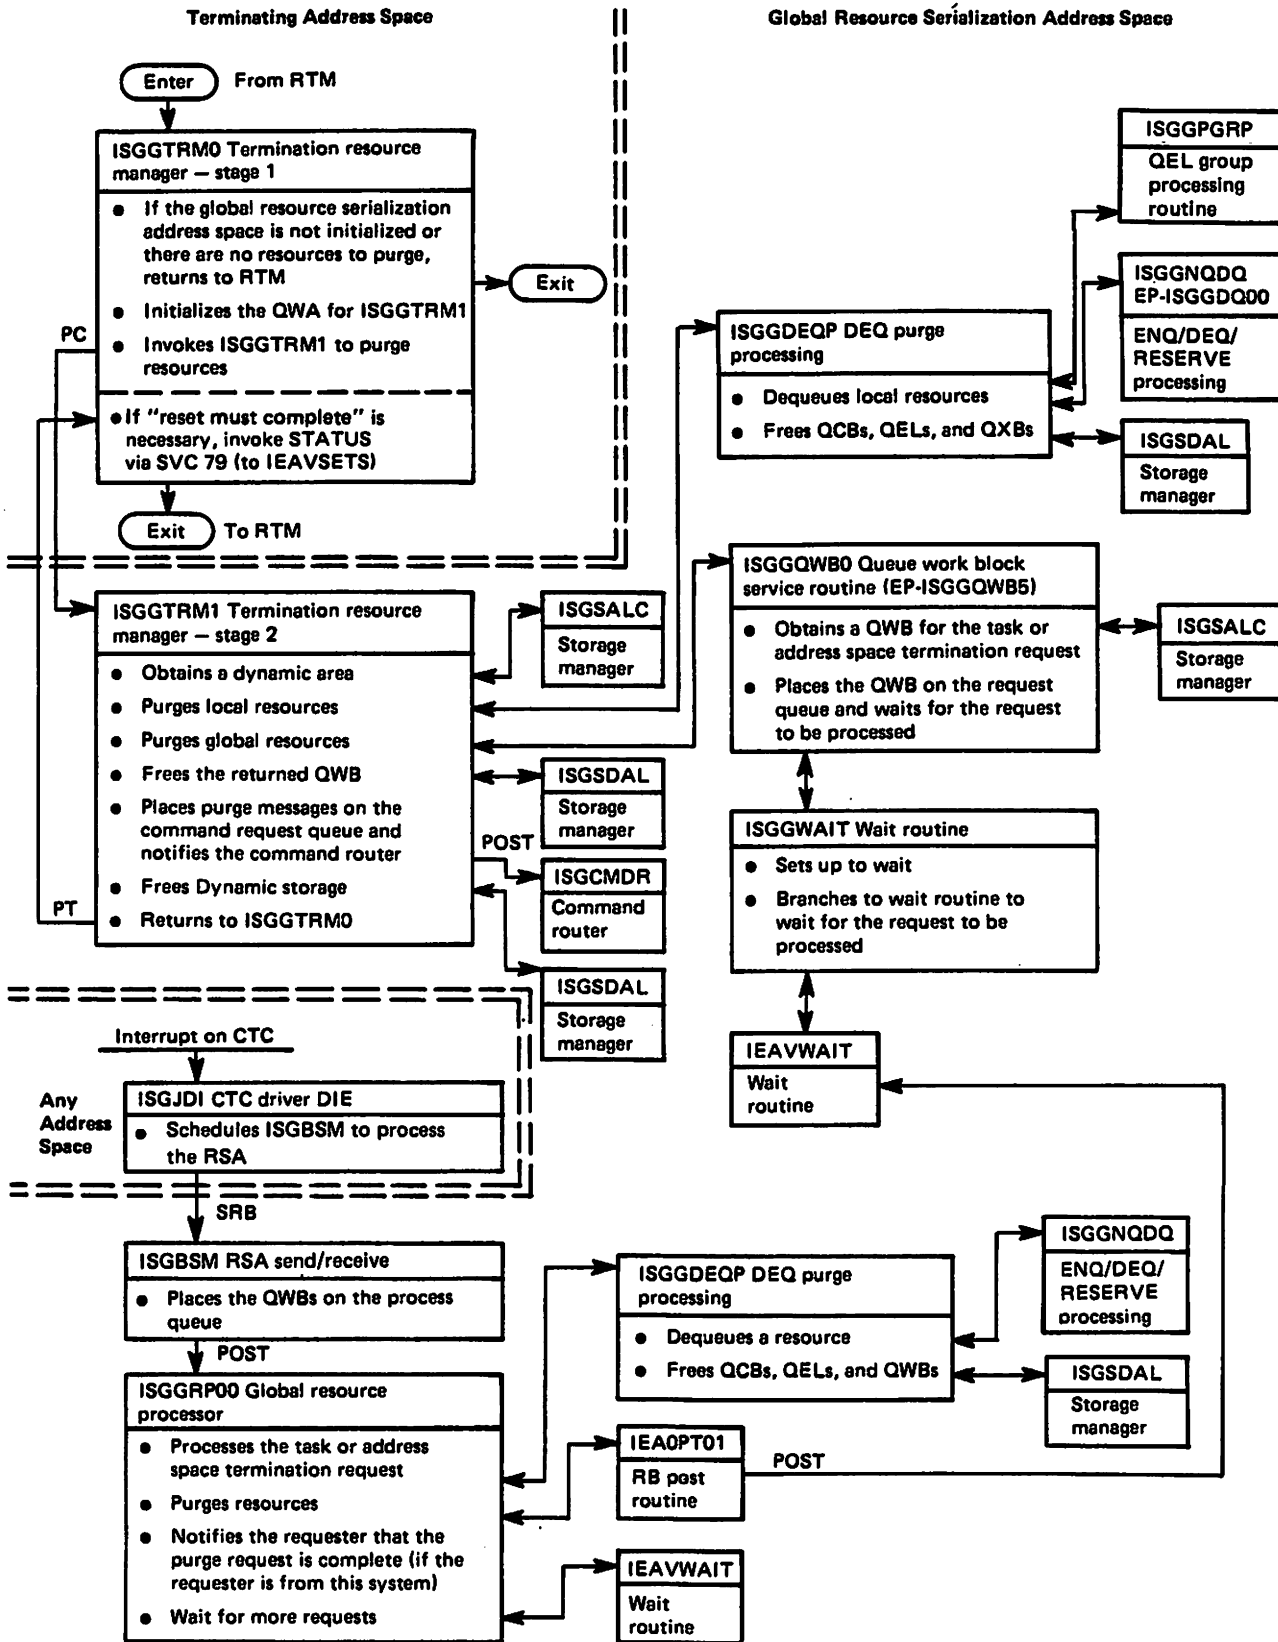 Terminating Address Space
Global Resource Serialization Address Space
Enter
From RTM
ISGGTRM0 Termination resource
manager — stage 1
• If the global resource serialization
address space is not initialized or
there are no resources to purge,
returns to RTM
• Initializes the QWA for ISGGTRM1
• Invokes ISGGTRM1 to purge
resources
• If "reset must complete" is
necessary, invoke STATUS
via SVC 79 (to IEAVSETS)
Exit
PC
Exit
To RTM
ISGGPGRP
QEL group
processing
routine
ISGGNQDQ
EP-ISGGDQ00
ENQ/DEQ/
RESERVE
processing
ISGGDEQP DEQ purge
processing
• Dequeues local resources
• Frees QCBs, QELs, and QXBs
ISGSDAL
Storage
manager
ISGGTRM1 Termination resource
manager — stage 2
• Obtains a dynamic area
• Purges local resources
• Purges global resources
• Frees the returned QWB
• Places purge messages on the
command request queue and
notifies the command router
• Frees Dynamic storage
• Returns to ISGGTRM0
PT
ISGSALC
Storage
manager
ISGSDAL
Storage
manager
POST
ISGCMDR
Command
router
ISGSDAL
Storage
manager
ISGGQWB0 Queue work block
service routine (EP-ISGGQWB5)
• Obtains a QWB for the task or
address space termination request
• Places the QWB on the request
queue and waits for the request
to be processed
ISGSALC
Storage
manager
ISGGWAIT Wait routine
• Sets up to wait
• Branches to wait routine to
wait for the request to be
processed
IEAVWAIT
Wait
routine
Interrupt on CTC
Any
Address
Space
ISGJDI CTC driver DIE
• Schedules ISGBSM to process
the RSA
SRB
ISGBSM RSA send/receive
• Places the QWBs on the process
queue
POST
ISGGRP00 Global resource
processor
• Processes the task or address
space termination request
• Purges resources
• Notifies the requester that the
purge request is complete (if the
requester is from this system)
• Wait for more requests
ISGGDEQP DEQ purge
processing
• Dequeues a resource
• Frees QCBs, QELs, and QWBs
ISGGNQDQ
ENQ/DEQ/
RESERVE
processing
ISGSDAL
Storage
manager
IEA0PT01
RB post
routine
POST
IEAVWAIT
Wait
routine